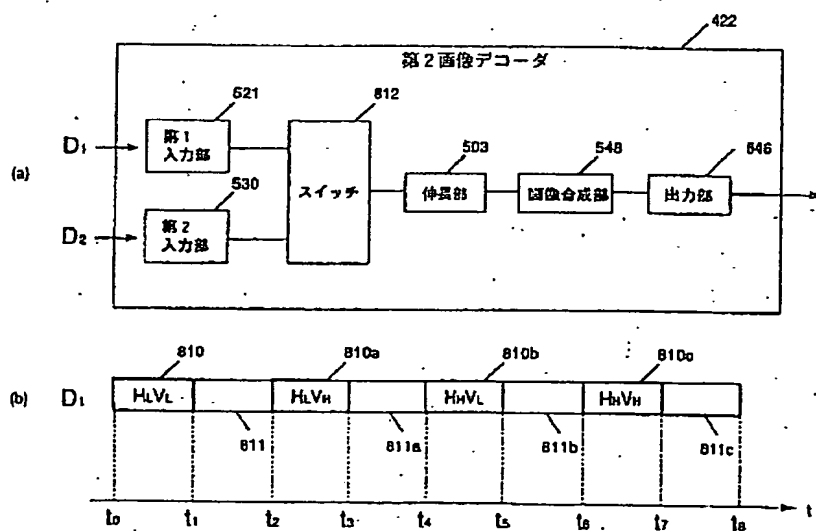 422
第2画像デコーダ
521
812
D1
第1
入力部
(a)
スイッチ
503
548
546
伸長部
画像合成部
出力部
530
D2
第2
入力部
810
810a
810b
810c
(b)
D1
HLVL
HLVH
HHVL
HHVH
811
811a
811b
811c
t0
t1
t2
t3
t4
t5
t6
t7
t8
t